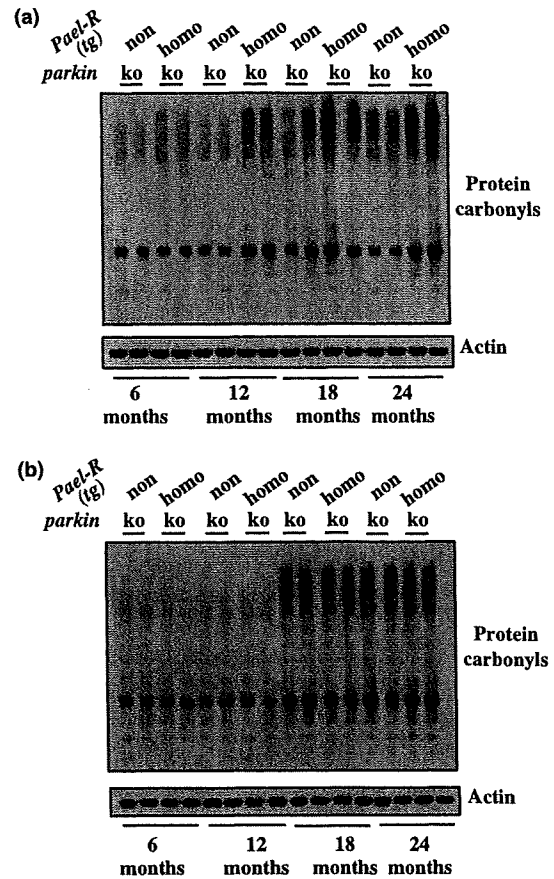 (a)
Pael-R
(tg)
non homo non homo non homo non homo
parkin ko ko ko ko ko ko ko ko
Protein
carbonyls
Actin
6 12 18 24
months months months months
(b)
Pael-R
(tg)
non homo non homo non homo non homo
parkin ko ko ko ko ko ko ko ko
Protein
carbonyls
Actin
6 12 18 24
months months months months